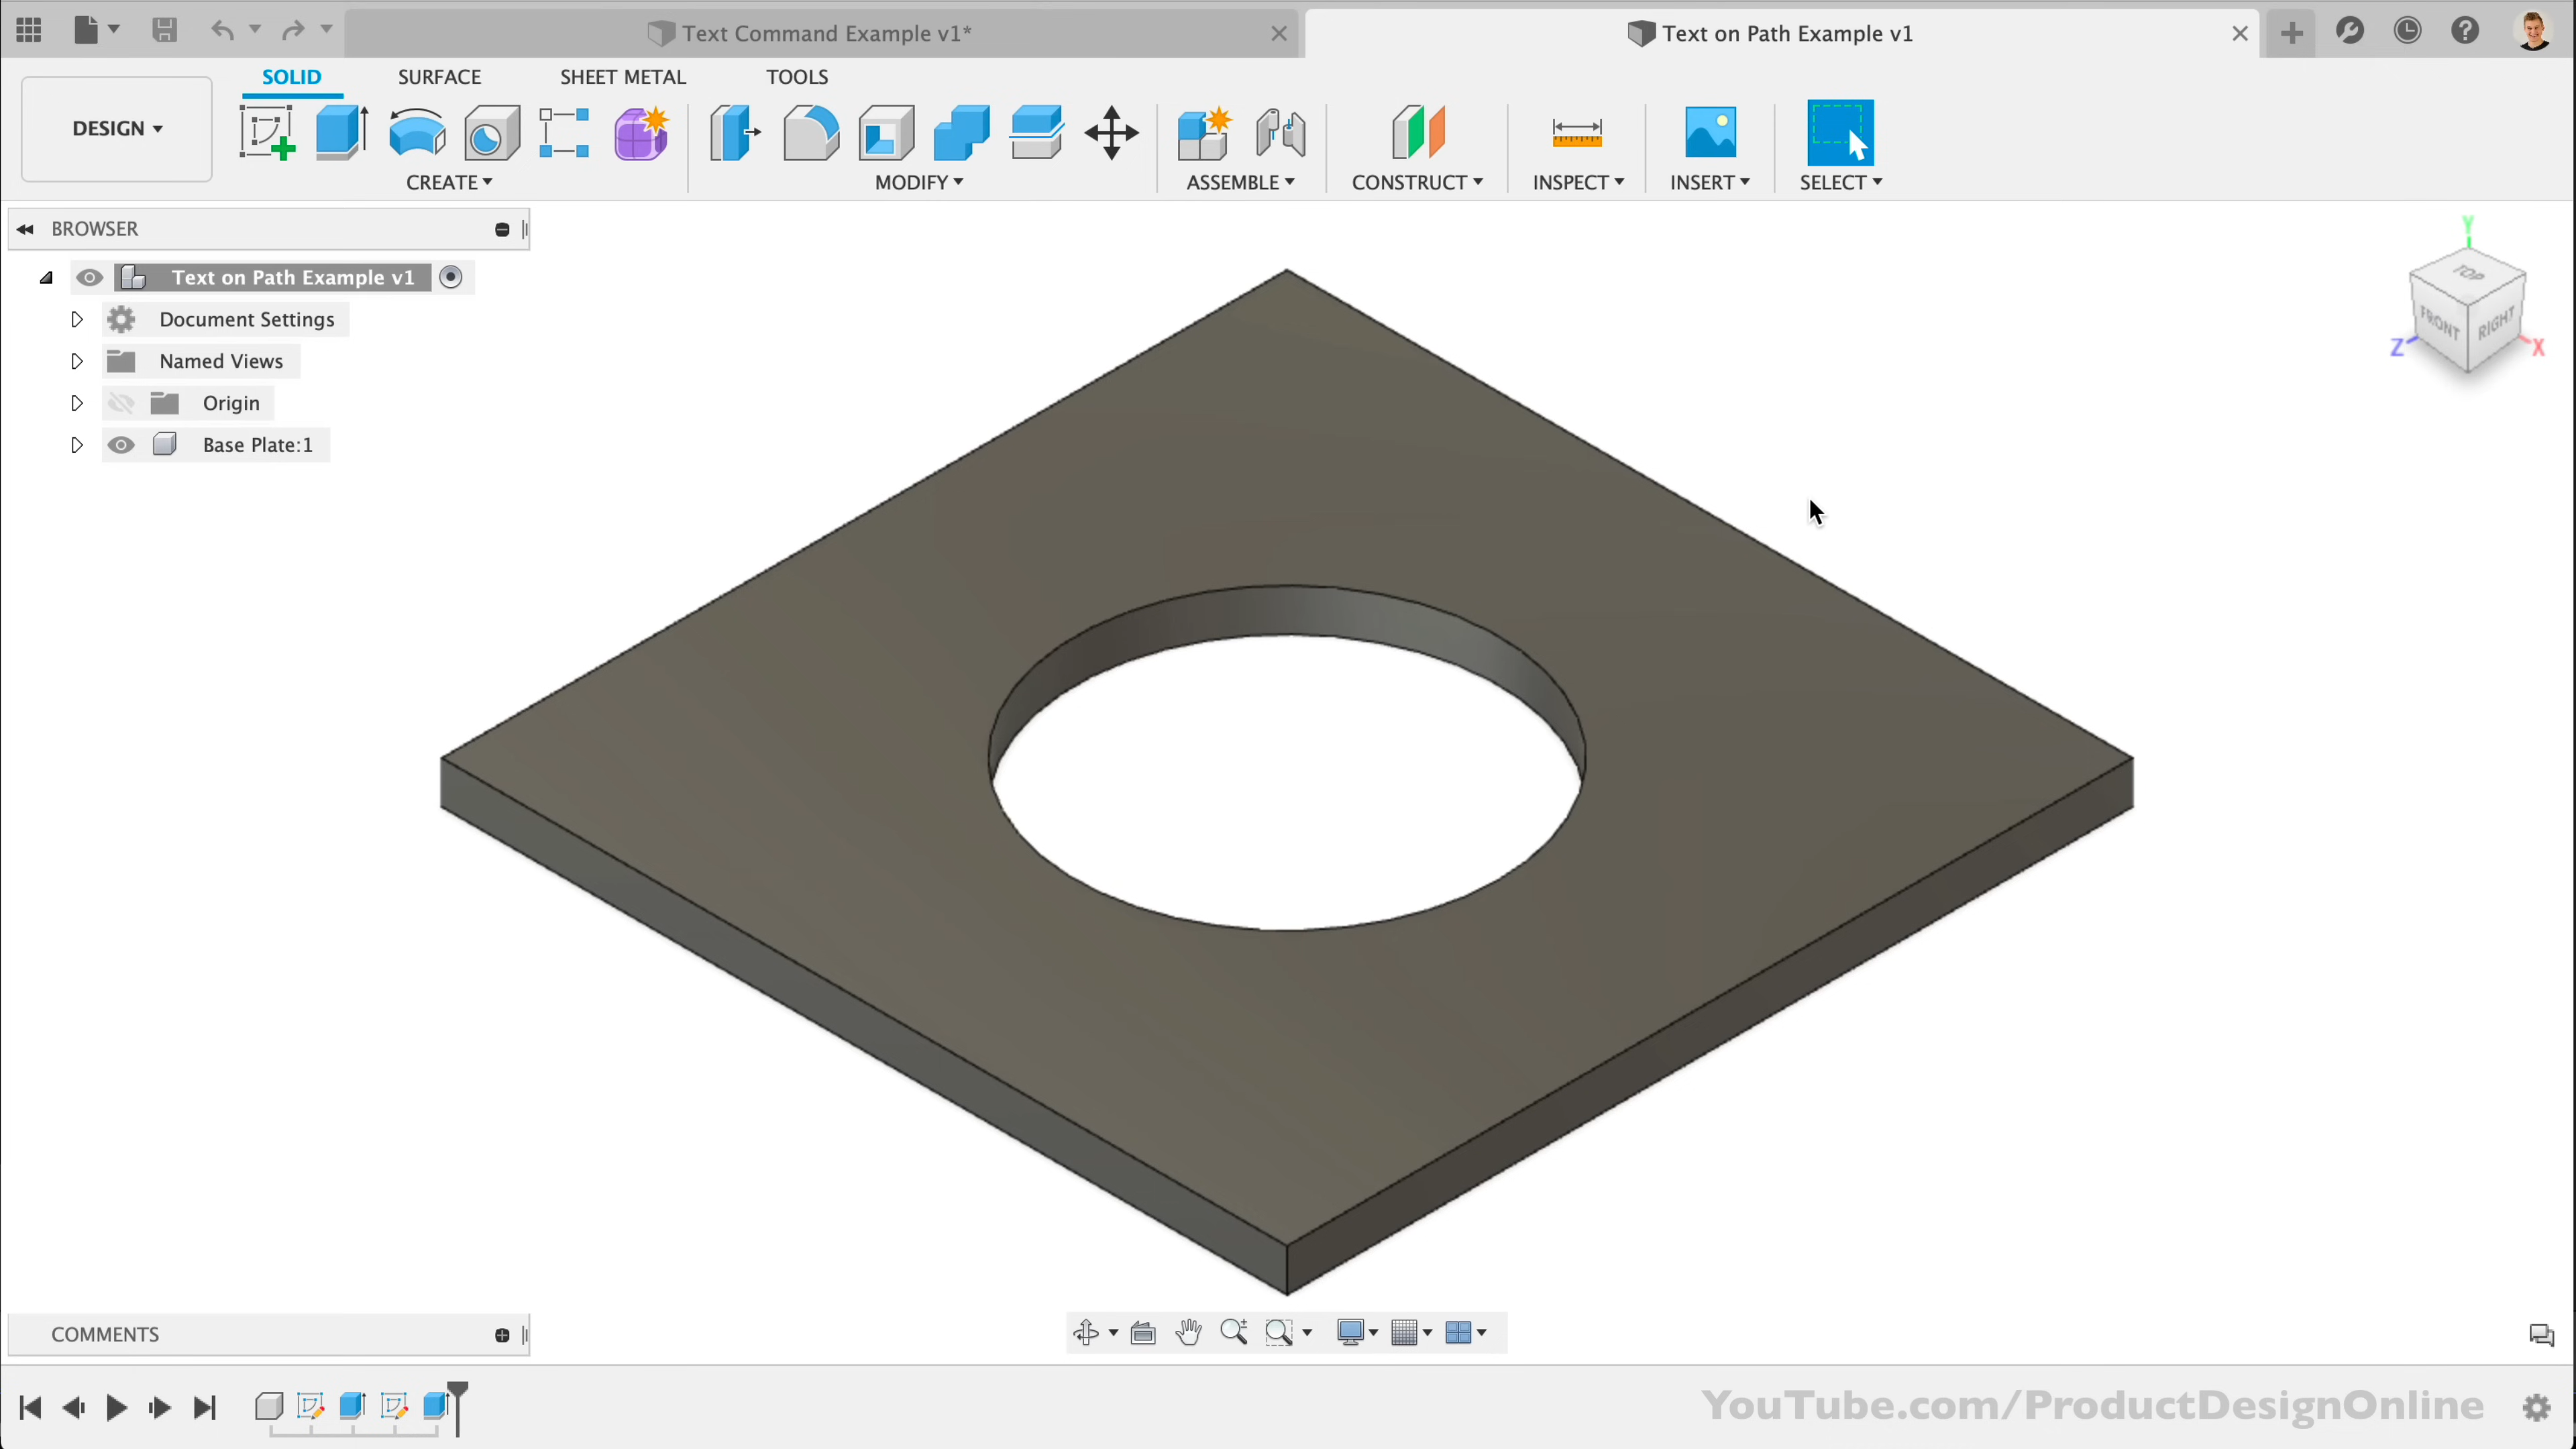 Text Command Example v1*
Text on Path Example v1
SOLID
SURFACE
SHEET METAL
TOOLS
DESIGN
CREATE
MODIFY
ASSEMBLE
CONSTRUCT
INSPECT
INSERT
SELECT
BROWSER
Text on Path Example v1
Document Settings
Named Views
Origin
Base Plate:1
Y
TOP
FRONT
RIGHT
Z
X
COMMENTS
YouTube.com/ProductDesignOnline